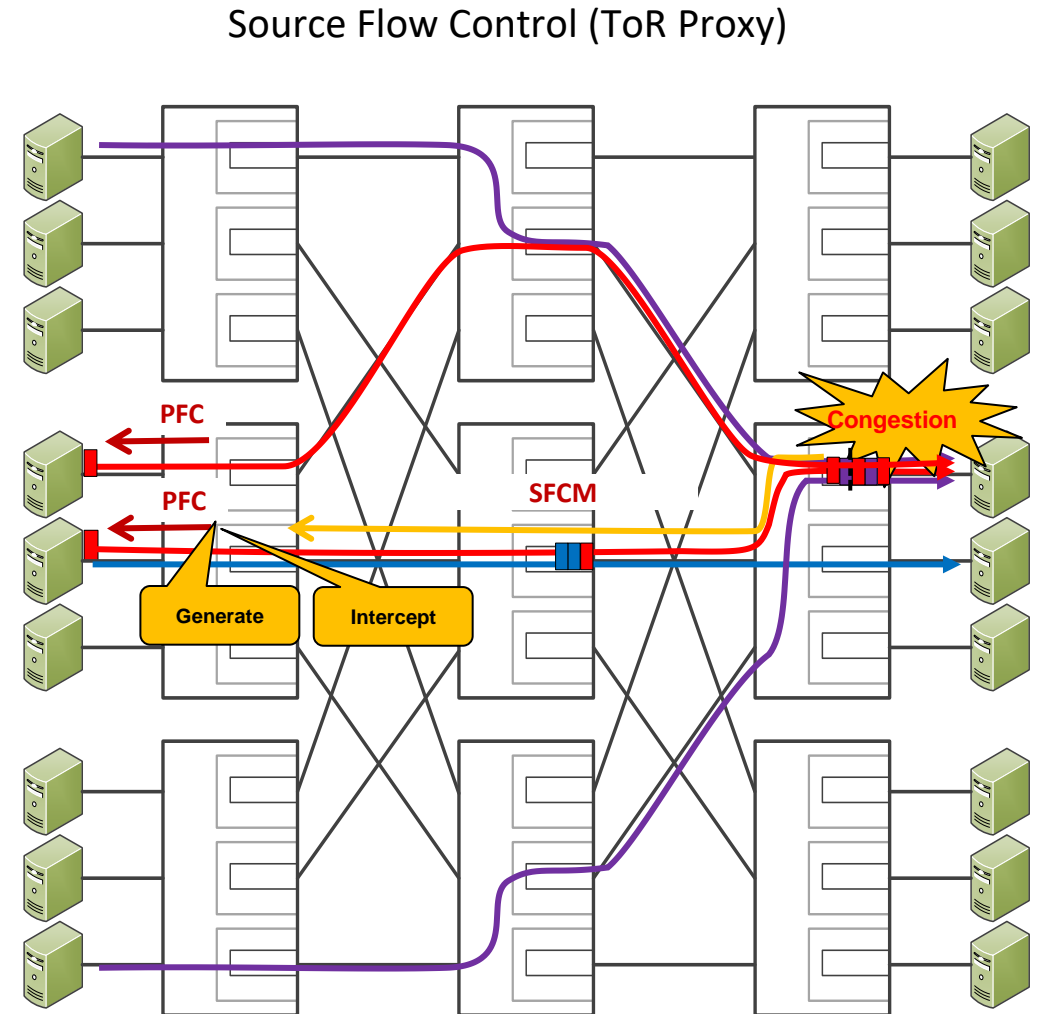 Source Flow Control (ToR Proxy)
PFC
Congestion
PFC
SFCM
Generate
Intercept